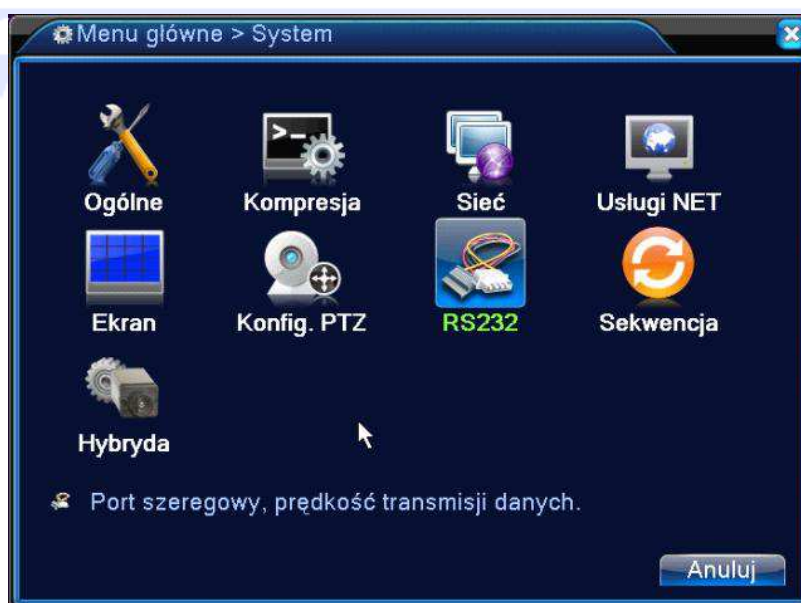 Menu główne > System
Ogólne Kompresja Sieć Usługi NET
Ekran Konfig. PTZ RS232 Sekwencja
Hybryda
Port szeregowy, prędkość transmisji danych.
Anuluj